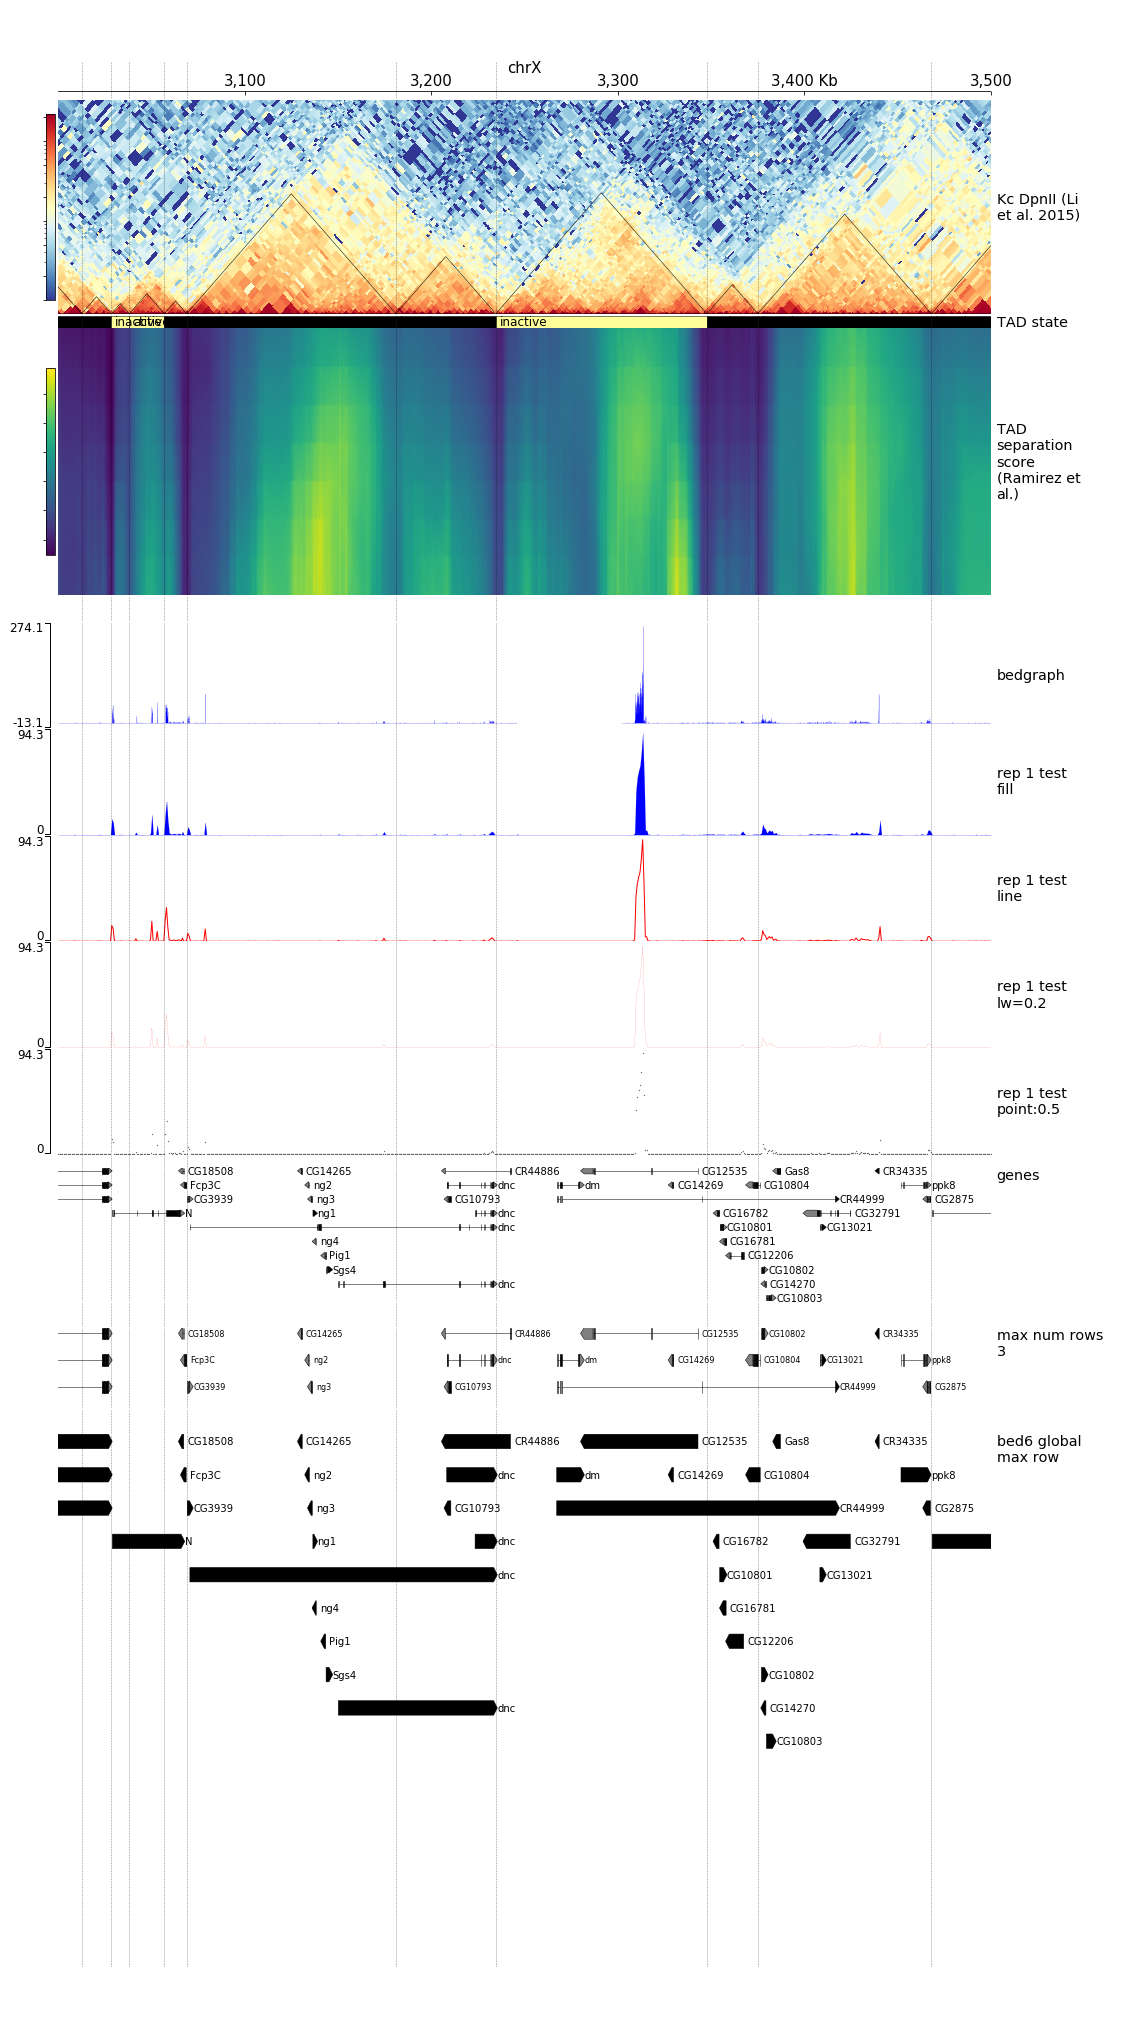 chrX
3,100 3,200 3,300 3,400 Kb 3,500
Kc DpnII (Li
et al. 2015)
inactive inactive
TAD state
TAD
separation
score
(Ramirez et
al.)
274.1
bedgraph
-13.1
94.3
rep 1 test
fill
0
94.3
rep 1 test
line
0
94.3
rep 1 test
lw=0.2
0
94.3
rep 1 test
point:0.5
0
genes
CG18508 CG14265 CR44886 CG12535 Gas8 CR34335
Fcp3C ng2 dnc dm CG14269 CG10804 ppk8
CG3939 ng3 CG10793 CR44999 CG2875
N ng1 dnc CG16782 CG32791
dnc CG10801 CG13021
ng4 CG16781
Pig1 CG12206
Sgs4 CG10802
dnc CG14270
CG10803
max num rows
3
CG18508 CG14265 CR44886 CG12535 CG10802 CR34335
Fcp3C ng2 dnc dm CG14269 CG10804 CG13021 ppk8
CG3939 ng3 CG10793 CR44999 CG2875
bed6 global
max row
CG18508 CG14265 CR44886 CG12535 Gas8 CR34335
Fcp3C ng2 dnc dm CG14269 CG10804 ppk8
CG3939 ng3 CG10793 CR44999 CG2875
N ng1 dnc CG16782 CG32791
dnc CG10801 CG13021
ng4 CG16781
Pig1 CG12206
Sgs4 CG10802
dnc CG14270
CG10803